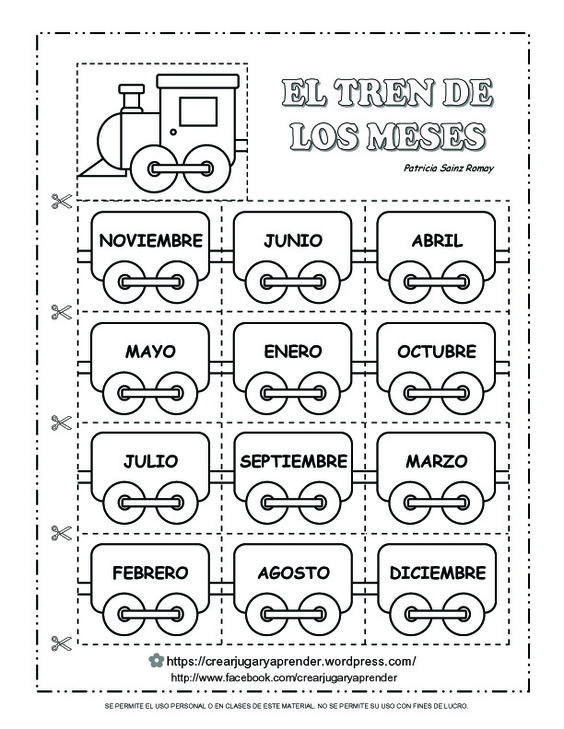 EL TREN DE
LOS MESES
Patricia Sainz Romay
NOVIEMBRE
JUNIO
ABRIL
MAYO
ENERO
OCTUBRE
JULIO
SEPTIEMBRE
MARZO
FEBRERO
AGOSTO
DICIEMBRE
https://crearjugaryaprender.wordpress.com/
http://www.facebook.com/crearjugaryaprender
SE PERMITE EL USO PERSONAL O EN CLASES DE ESTE MATERIAL. NO SE PERMITE SU USO CON FINES DE LUCRO.